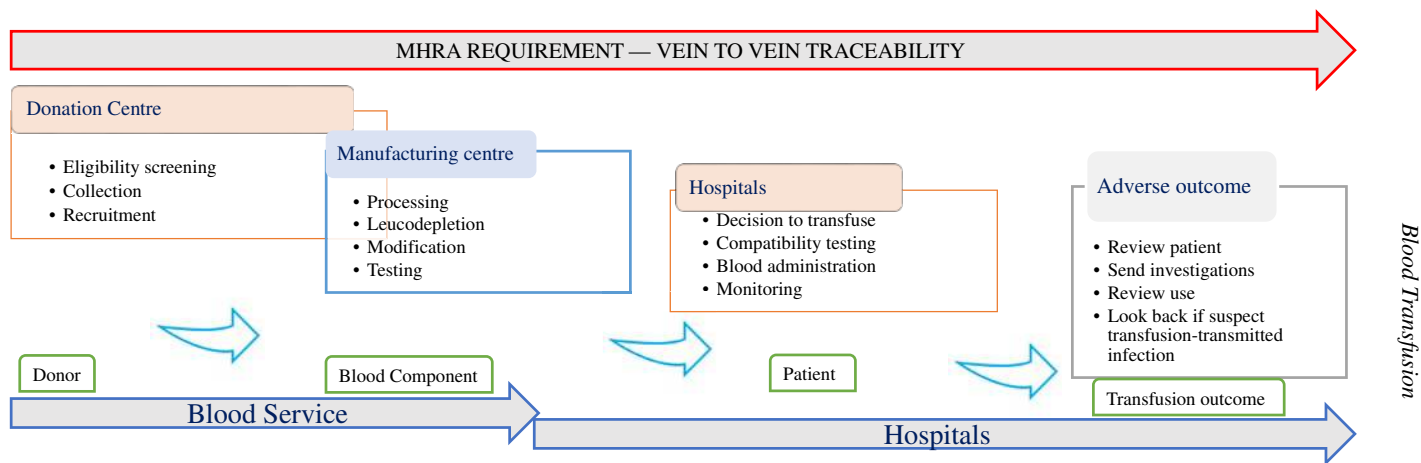 MHRA REQUIREMENT — VEIN TO VEIN TRACEABILITY
Donation Centre
• Eligibility screening
• Collection
• Recruitment
Manufacturing centre
• Processing
• Leucodepletion
• Modification
• Testing
Hospitals
• Decision to transfuse
• Compatibility testing
• Blood administration
• Monitoring
Adverse outcome
• Review patient
• Send investigations
• Review use
• Look back if suspect
transfusion-transmitted
infection
Donor
Blood Component
Patient
Transfusion outcome
Blood Service
Hospitals
Blood Transfusion